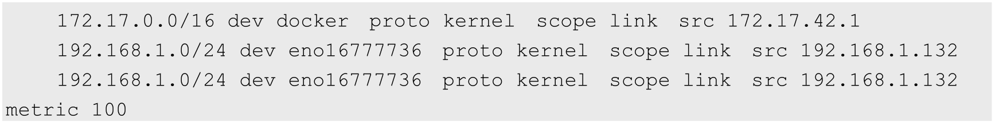 172.17.0.0/16 dev docker  proto kernel  scope link  src 172.17.42.1
192.168.1.0/24 dev eno16777736  proto kernel  scope link  src 192.168.1.132
192.168.1.0/24 dev eno16777736  proto kernel  scope link  src 192.168.1.132
metric 100